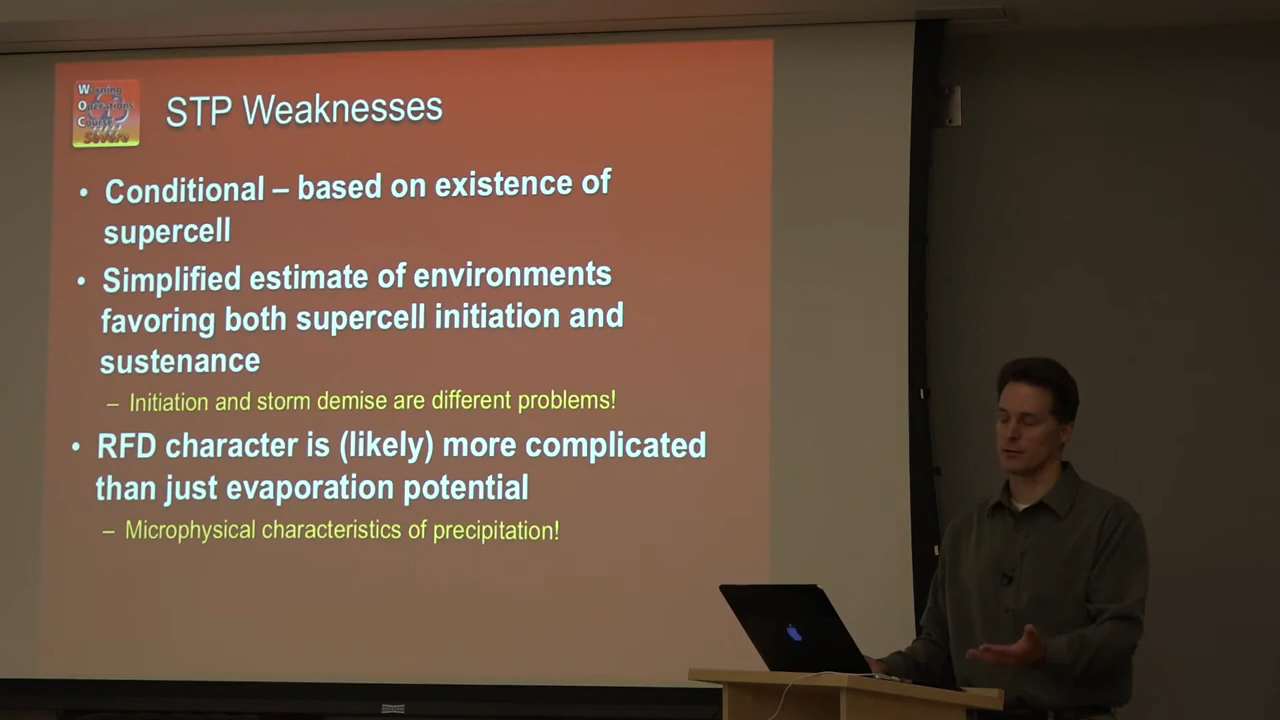 Warning
Operations
Course
Severe
STP Weaknesses
• Conditional – based on existence of
supercell
• Simplified estimate of environments
favoring both supercell initiation and
sustenance
– Initiation and storm demise are different problems!
• RFD character is (likely) more complicated
than just evaporation potential
– Microphysical characteristics of precipitation!